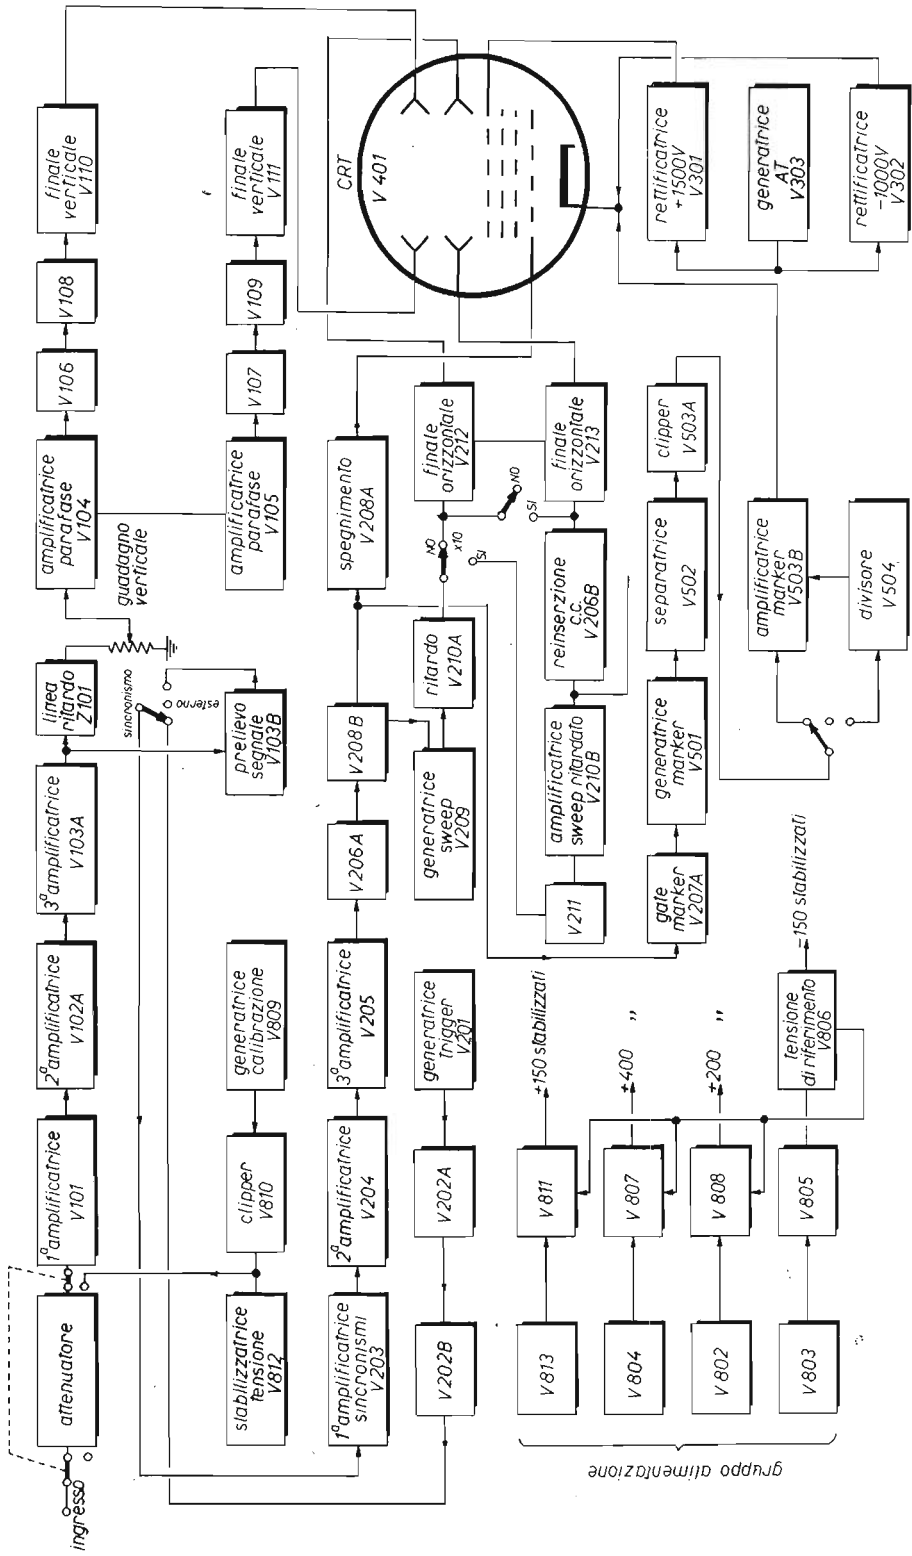 ingresso
attenuatore
1ª amplificatrice
V101
2ª amplificatrice
V102A
3ª amplificatrice
V103A
linea
ritardo
Z101
guadagno
verticale
amplificatrice
parafase
V104
V106
V108
finale
verticale
V110
stabilizzatrice
tensione
V812
clipper
V810
generatrice
calibrazione
V809
prelievo
segnale
V103B
sincronismo
esterno
amplificatrice
parafase
V105
V107
V109
finale
verticale
V111
1ª amplificatrice
sincronismi
V203
2ª amplificatrice
V204
3ª amplificatrice
V205
V206A
V208B
spegnimento
V208A
CRT
V401
V202B
V202A
generatrice
trigger
V201
generatrice
sweep
V209
ritardo
V210A
NO
x10
SI
finale
orizzontale
V212
NO
SI
V211
amplificatrice
sweep ritardato
V210B
reinserzione
c.c.
V206B
finale
orizzontale
V213
V813
V811
+150 stabilizzati
gate
marker
V207A
generatrice
marker
V501
separatrice
V502
clipper
V503A
rettificatrice
+1500V
V301
V804
V807
+400 "
V802
V808
+200 "
amplificatrice
marker
V503B
generatrice
AT
V303
V803
V805
tensione
di riferimento
V806
-150 stabilizzati
divisore
V504
rettificatrice
-1000V
V302
gruppo alimentazione